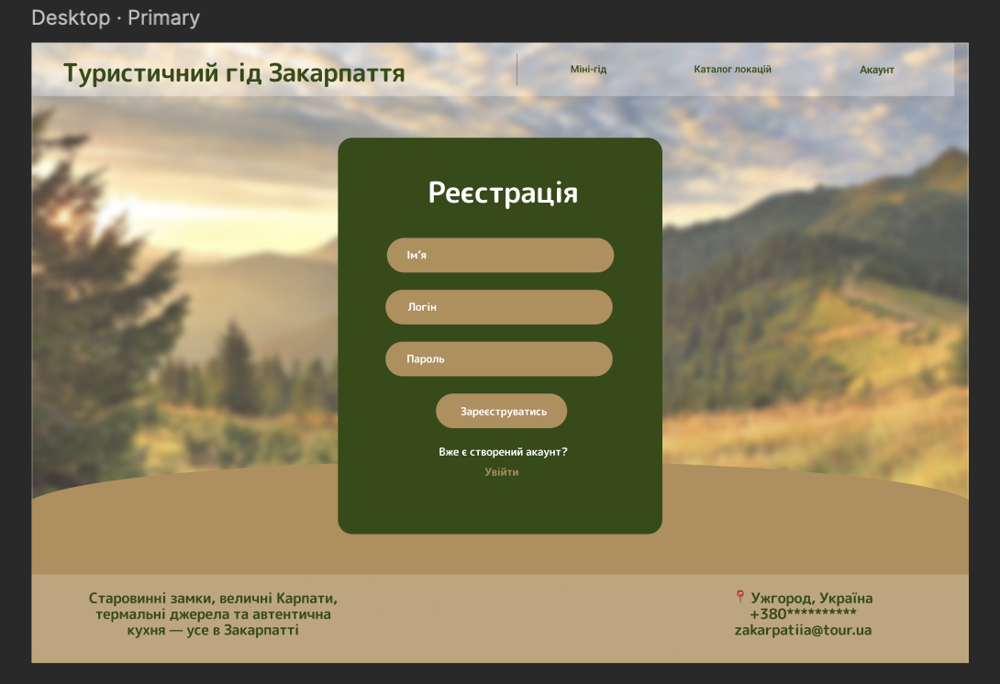 Desktop · Primary
Туристичний гід Закарпаття
Міні-гід
Каталог локацій
Акаунт
Реєстрація
Ім'я
Логін
Пароль
Зареєструватись
Вже є створений акаунт?
Увійти
Старовинні замки, величні Карпати,
термальні джерела та автентична
кухня — усе в Закарпатті
📍 Ужгород, Україна
+380**********
zakarpatiia@tour.ua